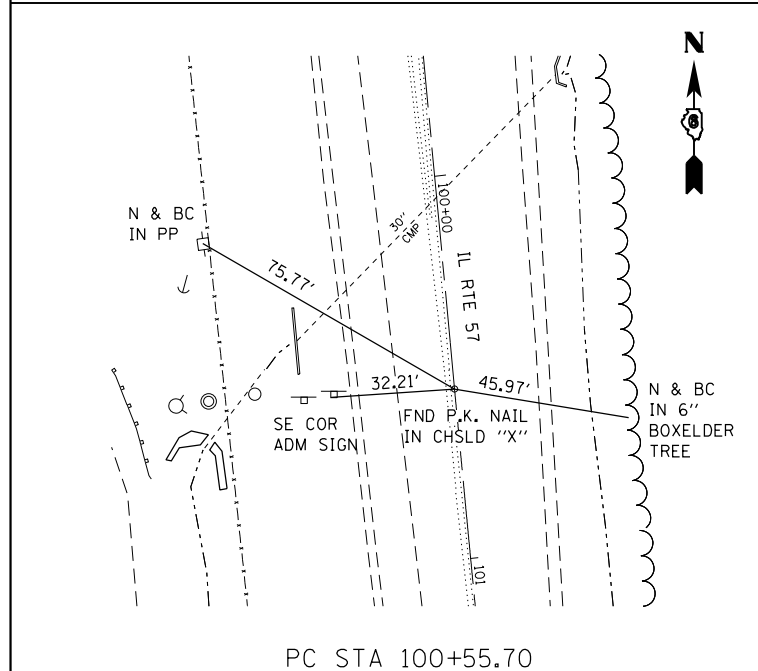 N
6
N & BC
IN PP
75.77'
30"
CMP
100+00
IL RTE 57
32.21'
45.97'
SE COR
ADM SIGN
FND P.K. NAIL
IN CHSLD "X"
N & BC
IN 6"
BOXELDER
TREE
101
PC STA 100+55.70